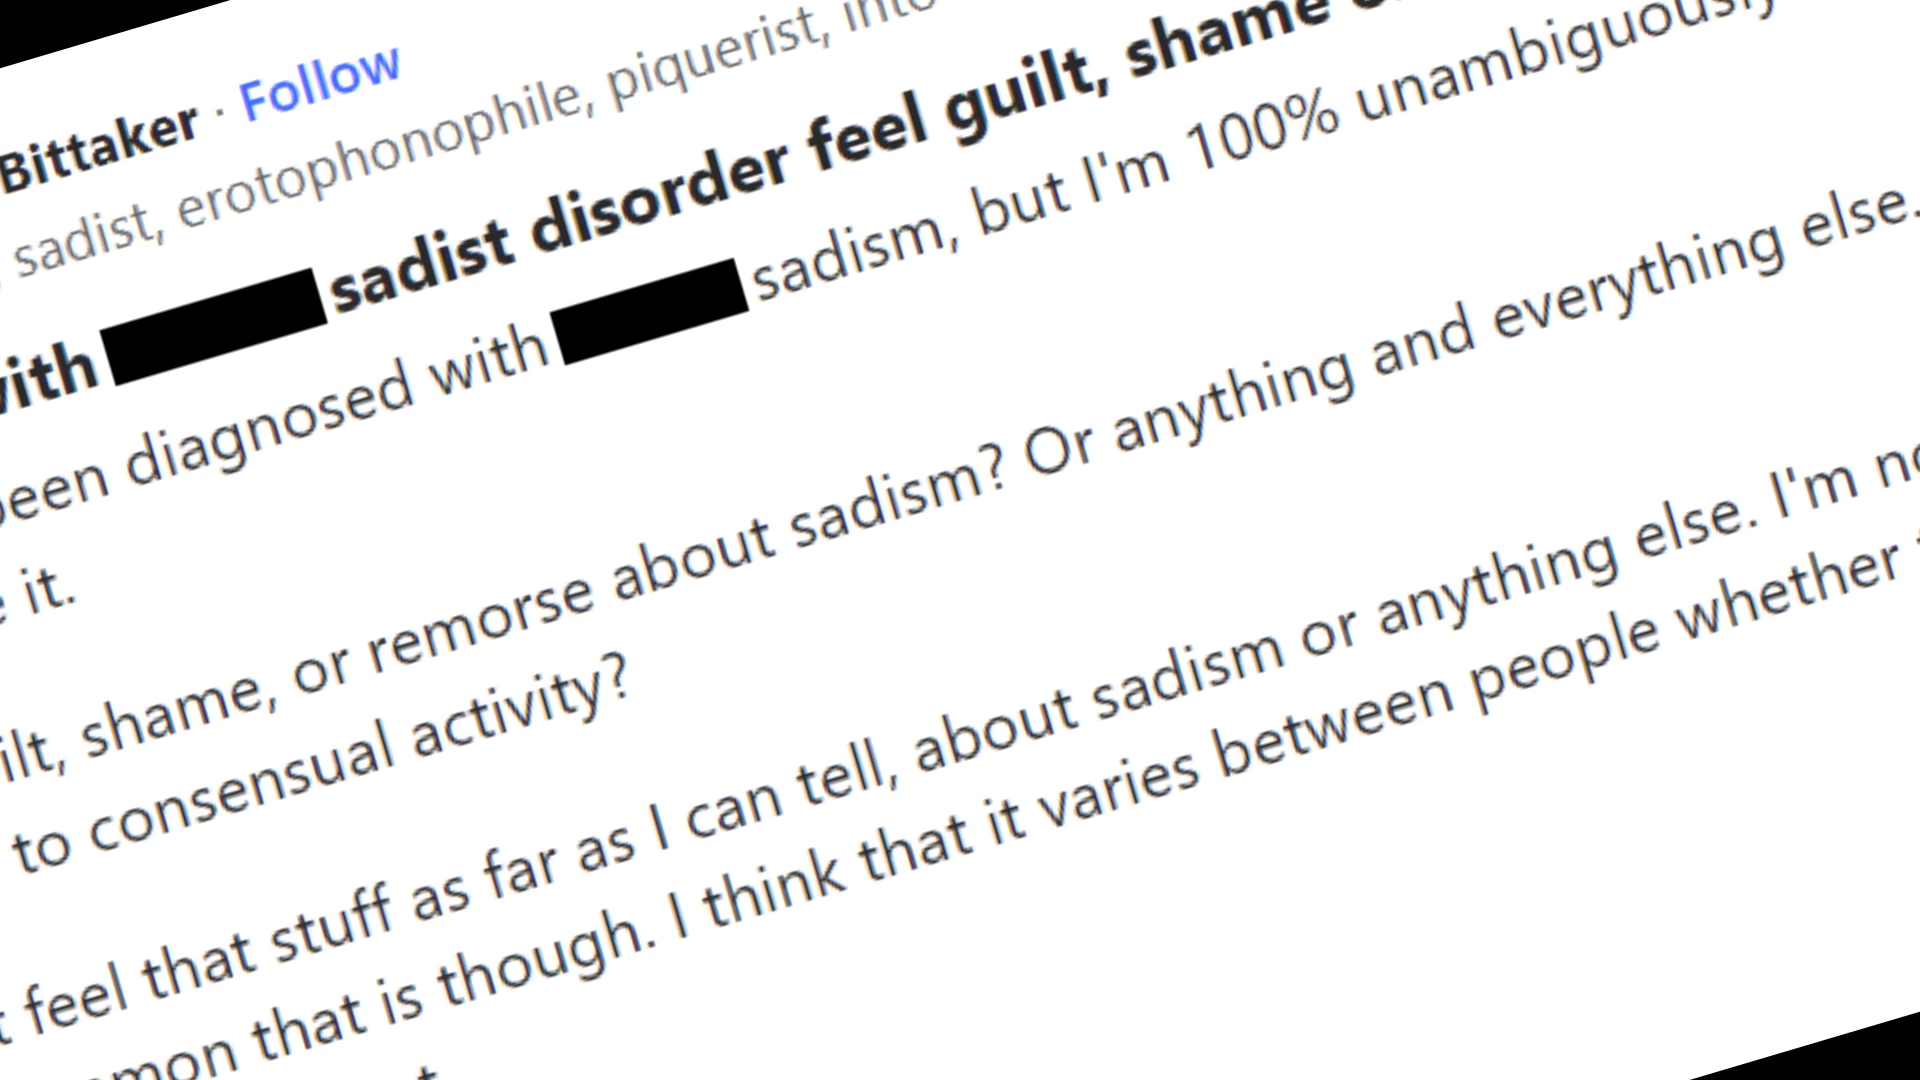 Bittaker · Follow
sadist, erotophonophile, piquerist, into
with sadist disorder feel guilt, shame
been diagnosed with sadism, but I'm 100% unambiguously
it.
guilt, shame, or remorse about sadism? Or anything and everything else.
to consensual activity?
feel that stuff as far as I can tell, about sadism or anything else. I'm
that is though. I think that it varies between people whether